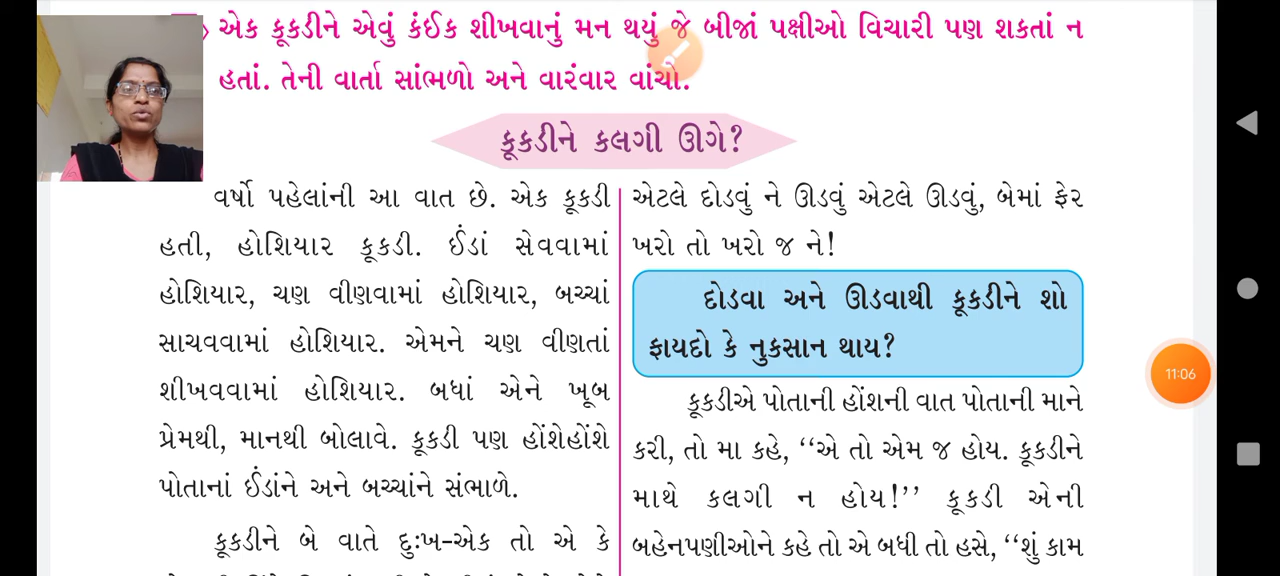 એક કૂકડીને એવું કંઈક શીખવાનું મન થયું જે બીજાં પક્ષીઓ વિચારી પણ શકતાં ન
હતાં. તેની વાર્તા સાંભળો અને વારંવાર વાંચો.
કૂકડીને કલગી ઊગે?
વર્ષો પહેલાંની આ વાત છે. એક કૂકડી
હતી, હોશિયાર કૂકડી. ઈંડાં સેવવામાં
હોશિયાર, ચણ વીણવામાં હોશિયાર, બચ્ચાં
સાચવવામાં હોશિયાર. એમને ચણ વીણતાં
શીખવવામાં હોશિયાર. બધાં એને ખૂબ
પ્રેમથી, માનથી બોલાવે. કૂકડી પણ હોંશેહોંશે
પોતાનાં ઈંડાંને અને બચ્ચાંને સંભાળે.
કૂકડીને બે વાતે દુઃખ-એક તો એ કે
એટલે દોડવું ને ઊડવું એટલે ઊડવું, બેમાં ફેર
ખરો તો ખરો જ ને!
દોડવા અને ઊડવાથી કૂકડીને શો
ફાયદો કે નુકસાન થાય?
કૂકડીએ પોતાની હોંશની વાત પોતાની માને
કરી, તો મા કહે, ‘‘એ તો એમ જ હોય. કૂકડીને
માથે કલગી ન હોય!’’ કૂકડી એની
બહેનપણીઓને કહે તો એ બધી તો હસે, ‘‘શું કામ
11:06